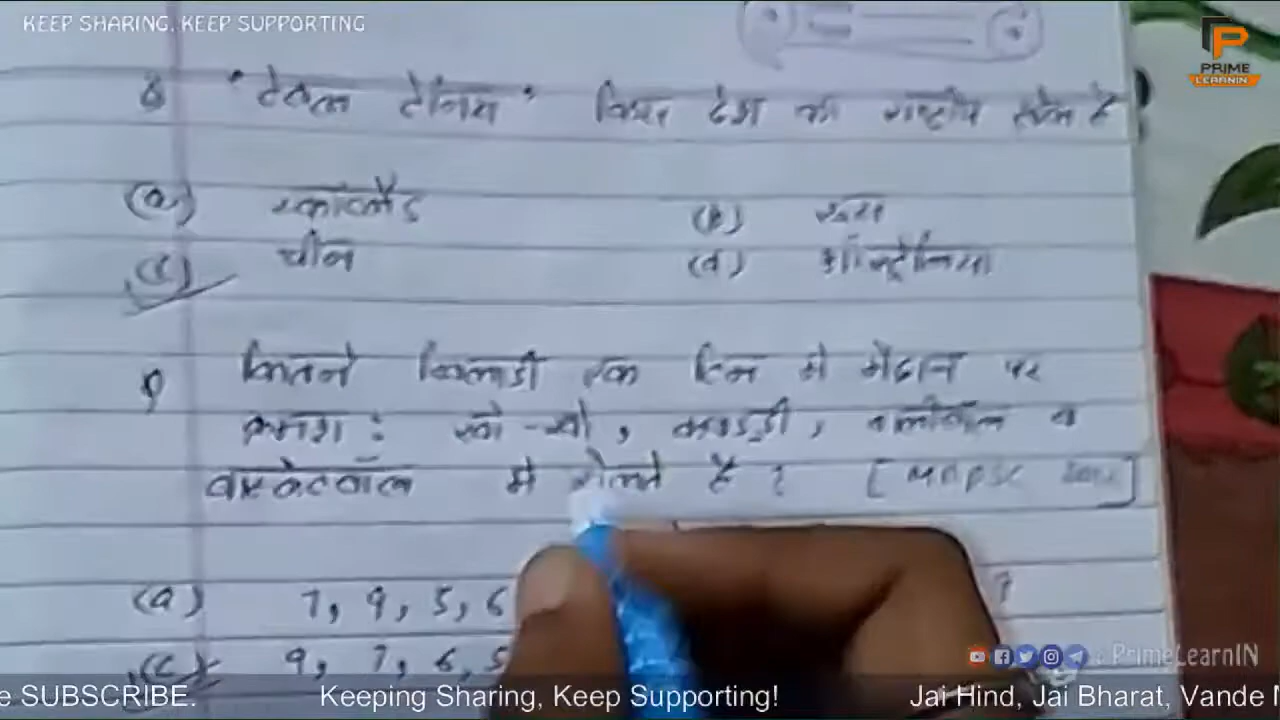 KEEP SHARING. KEEP SUPPORTING
PRIME
LEARNIN
8 'टेबल टेनिस' किस देश का राष्ट्रीय खेल है
(a) स्कॉटलैंड (b) रूस
(c) चीन (d) ऑस्ट्रेलिया
9 कितने खिलाड़ी एक टीम में मैदान पर
क्रमश: खो-खो, कबड्डी, वालीबॉल व
बास्केटबॉल में खेलते है ? [MPPSC
(a) 7, 9, 5, 6
(c) 9, 7, 6, 5
PrimeLearnIN
e SUBSCRIBE. Keeping Sharing, Keep Supporting! Jai Hind, Jai Bharat, Vande